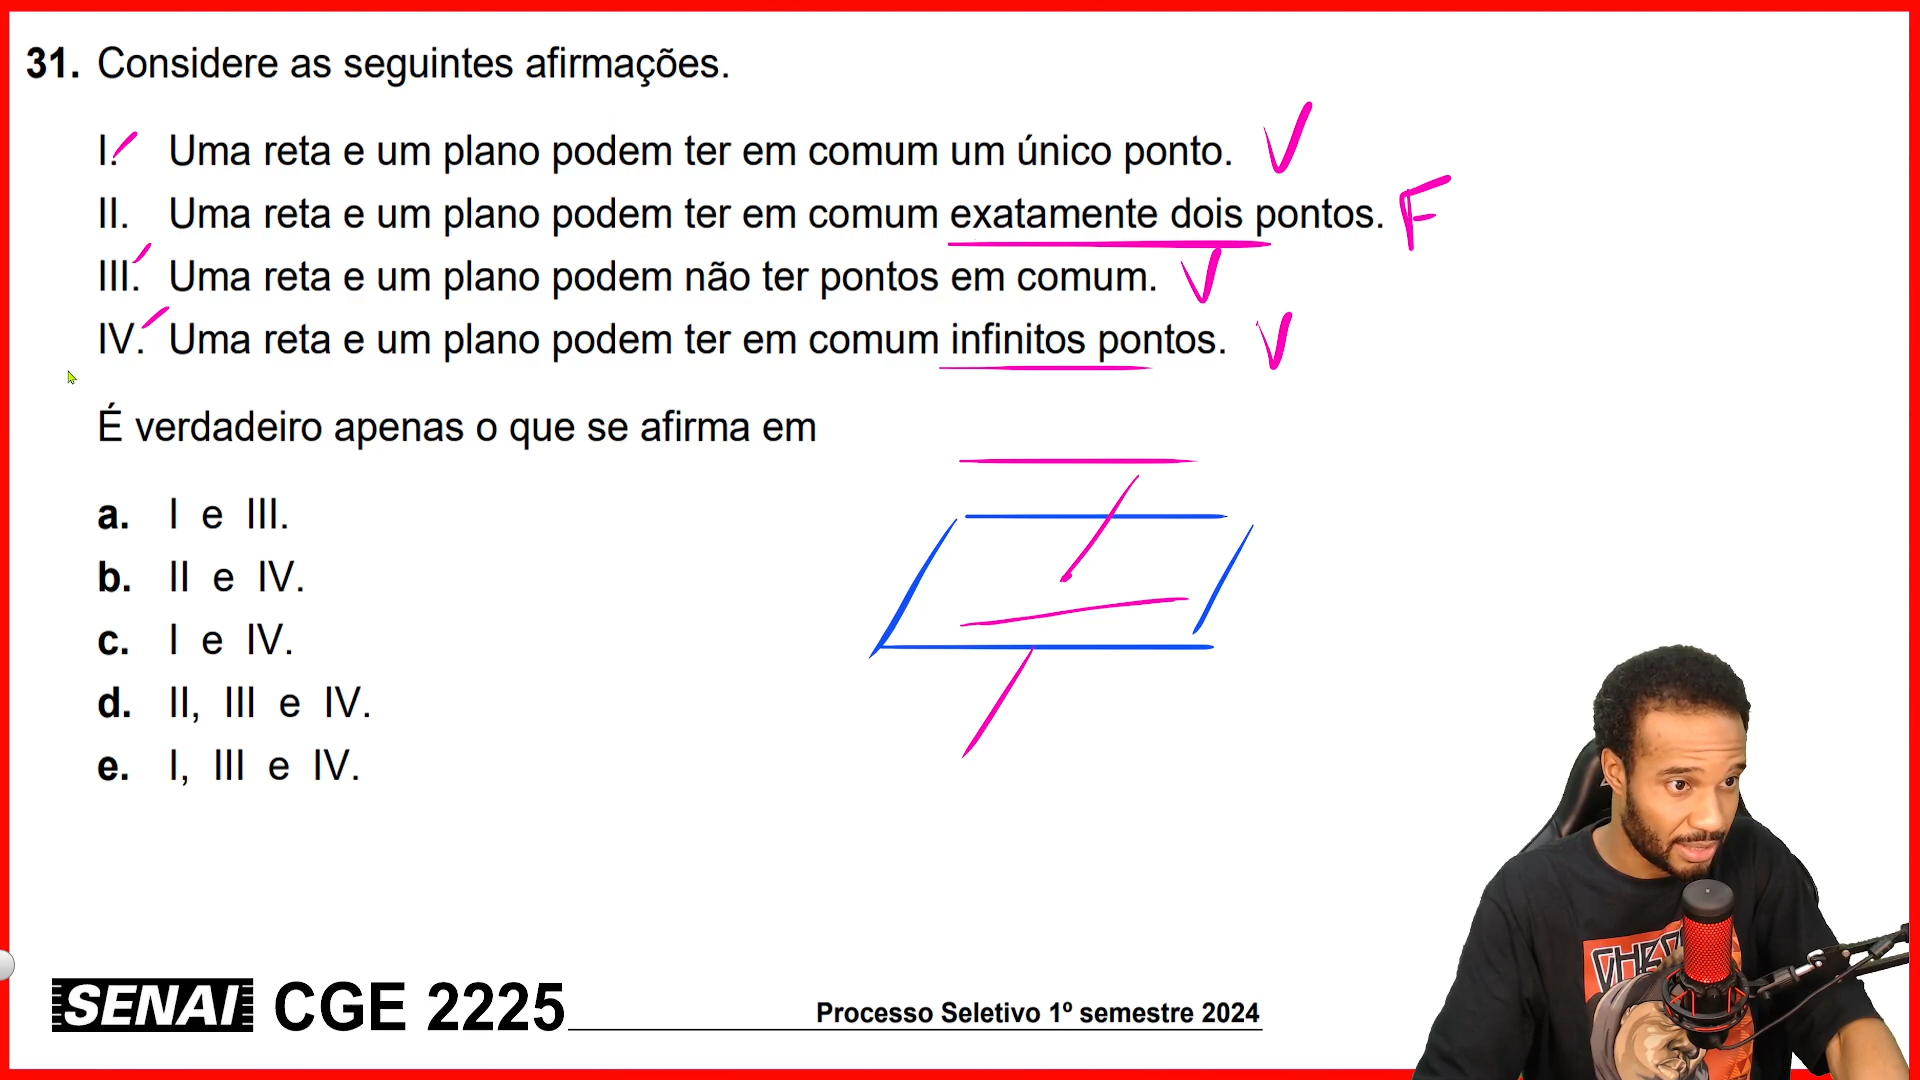 31. Considere as seguintes afirmações.
I. Uma reta e um plano podem ter em comum um único ponto. V
II. Uma reta e um plano podem ter em comum exatamente dois pontos. F
III. Uma reta e um plano podem não ter pontos em comum. V
IV. Uma reta e um plano podem ter em comum infinitos pontos. V
É verdadeiro apenas o que se afirma em
a. I e III.
b. II e IV.
c. I e IV.
d. II, III e IV.
e. I, III e IV.
SENAI CGE 2225
Processo Seletivo 1º semestre 2024